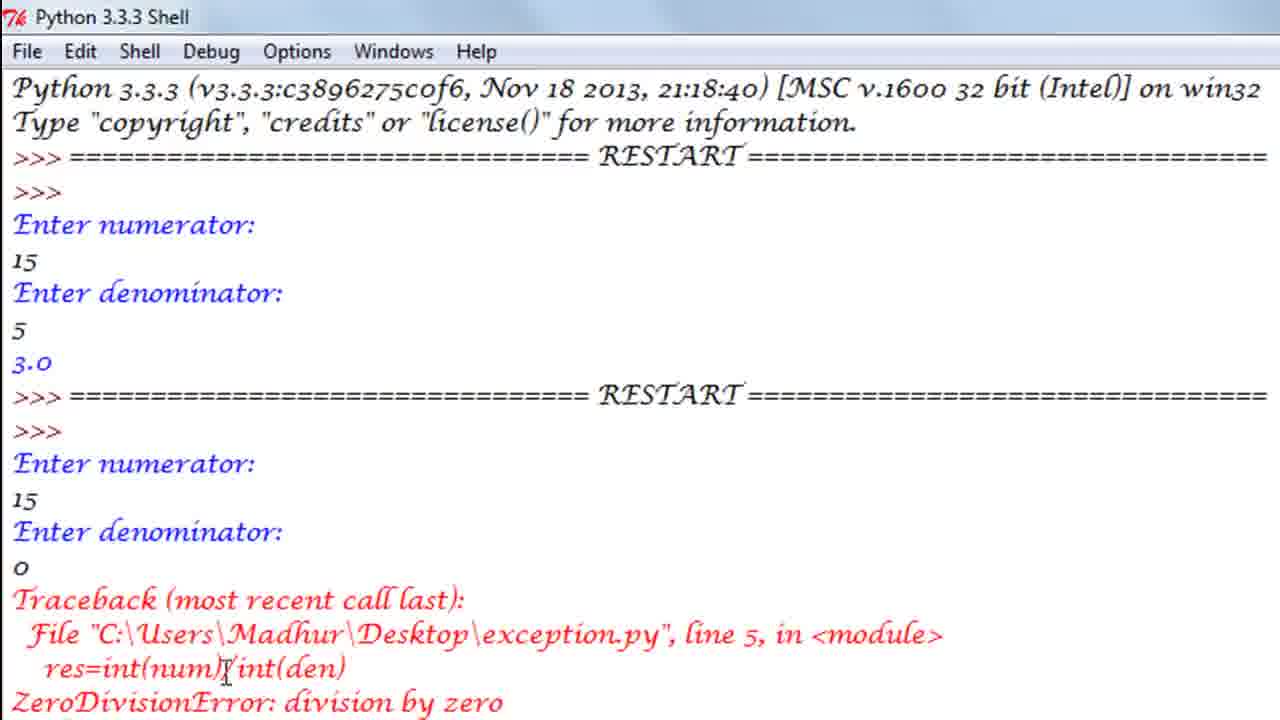 Python 3.3.3 Shell
File Edit Shell Debug Options Windows Help
Python 3.3.3 (v3.3.3:c3896275c0f6, Nov 18 2013, 21:18:40) [MSC v.1600 32 bit (Intel)] on win32
Type "copyright", "credits" or "license()" for more information.
>>> ================================ RESTART ================================
>>>
Enter numerator:
15
Enter denominator:
5
3.0
>>> ================================ RESTART ================================
>>>
Enter numerator:
15
Enter denominator:
0
Traceback (most recent call last):
File "C:\Users\Madhur\Desktop\exception.py", line 5, in <module>
res=int(num)/int(den)
ZeroDivisionError: division by zero